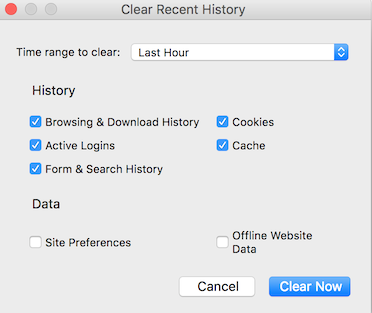 Clear Recent History
Time range to clear: Last Hour
History
Browsing & Download History Cookies
Active Logins Cache
Form & Search History
Data
Site Preferences Offline Website
Data
Cancel Clear Now